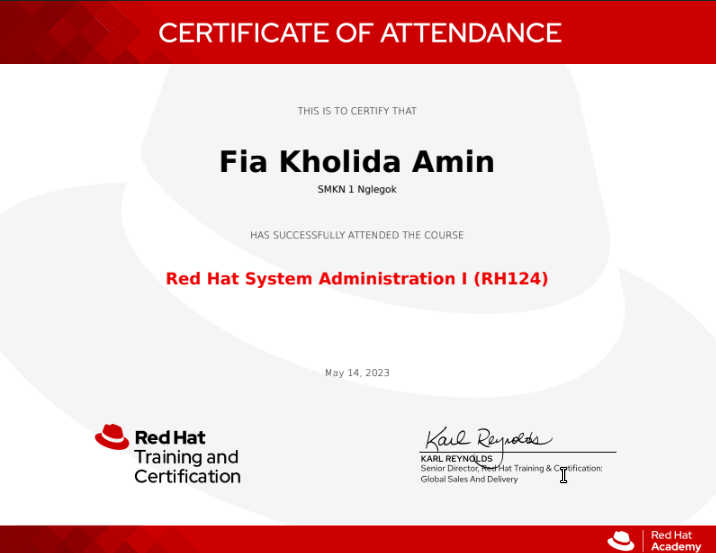 CERTIFICATE OF ATTENDANCE
THIS IS TO CERTIFY THAT
Fia Kholida Amin
SMKN 1 Nglegok
HAS SUCCESSFULLY ATTENDED THE COURSE
Red Hat System Administration I (RH124)
May 14, 2023
Red Hat
Training and
Certification
Karl Reynolds
KARL REYNOLDS
Senior Director, Red Hat Training & Certification:
Global Sales And Delivery
Red Hat
Academy